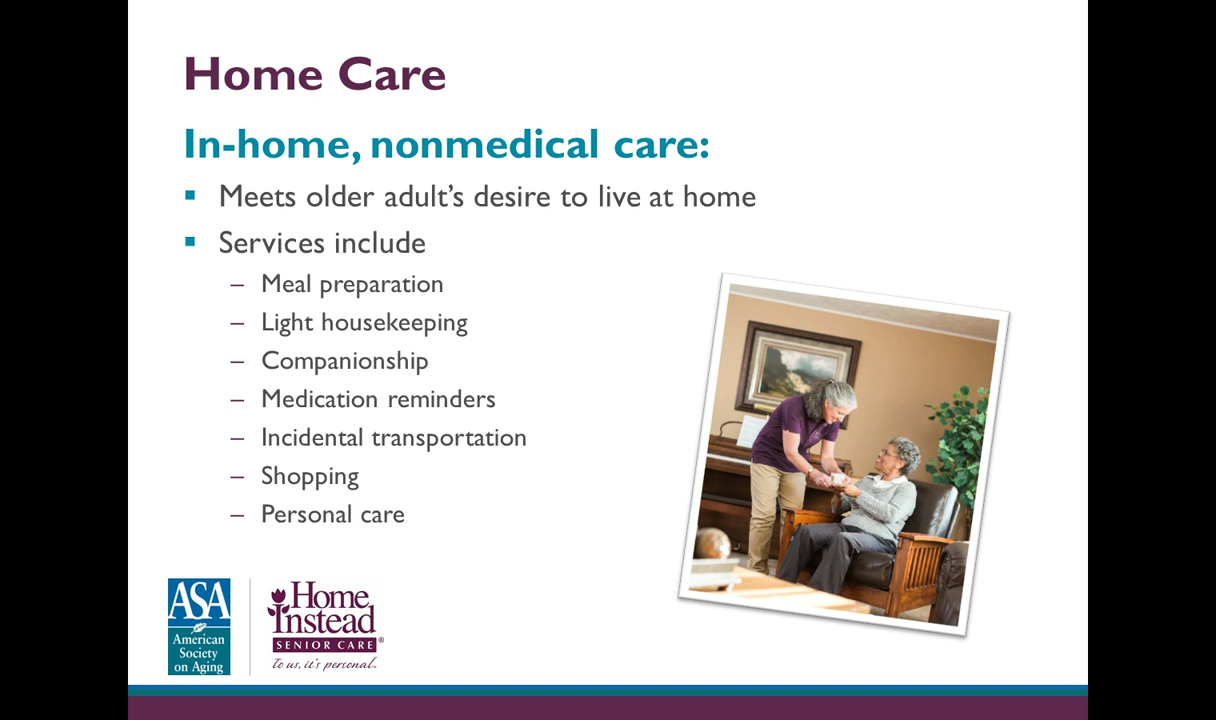 Home Care
In-home, nonmedical care:
▪ Meets older adult’s desire to live at home
▪ Services include
– Meal preparation
– Light housekeeping
– Companionship
– Medication reminders
– Incidental transportation
– Shopping
– Personal care
ASA
American
Society
on Aging
Home
Instead
SENIOR CARE®
To us, it's personal.